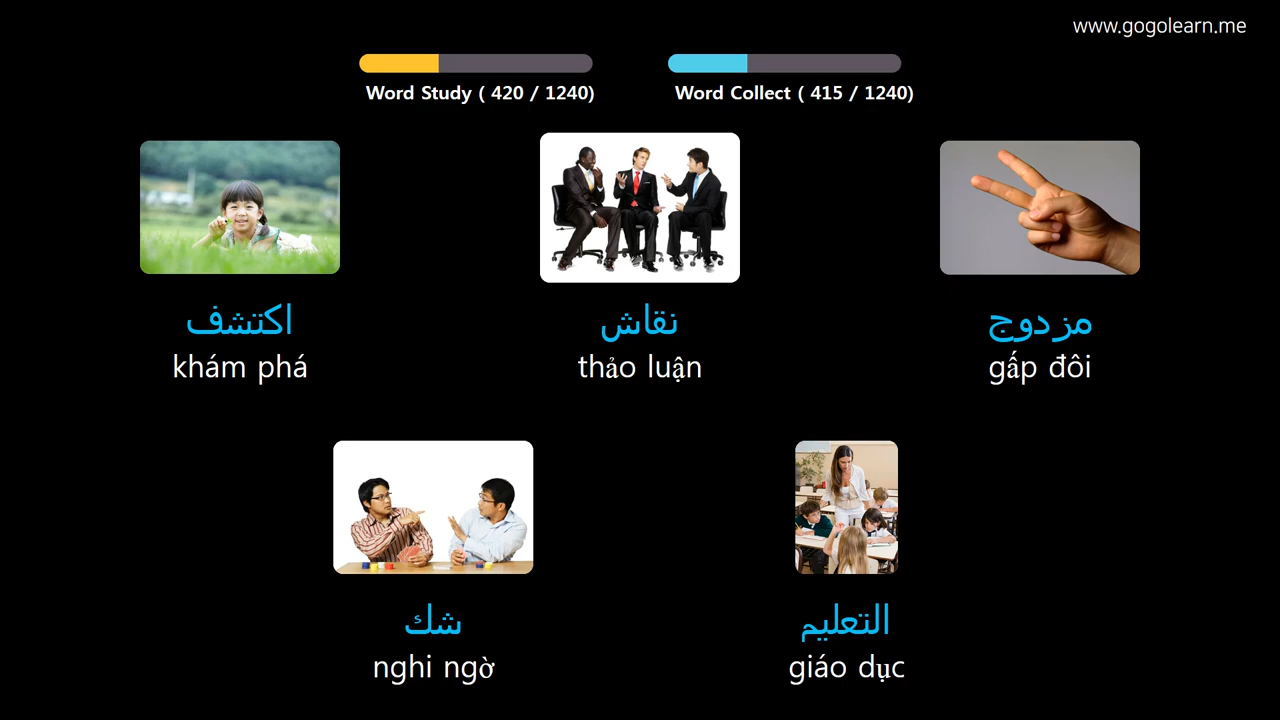 www.gogolearn.me
Word Study ( 420 / 1240)
Word Collect ( 415 / 1240)
اكتشف
khám phá
نقاش
thảo luận
مزدوج
gấp đôi
شك
nghi ngờ
التعليم
giáo dục